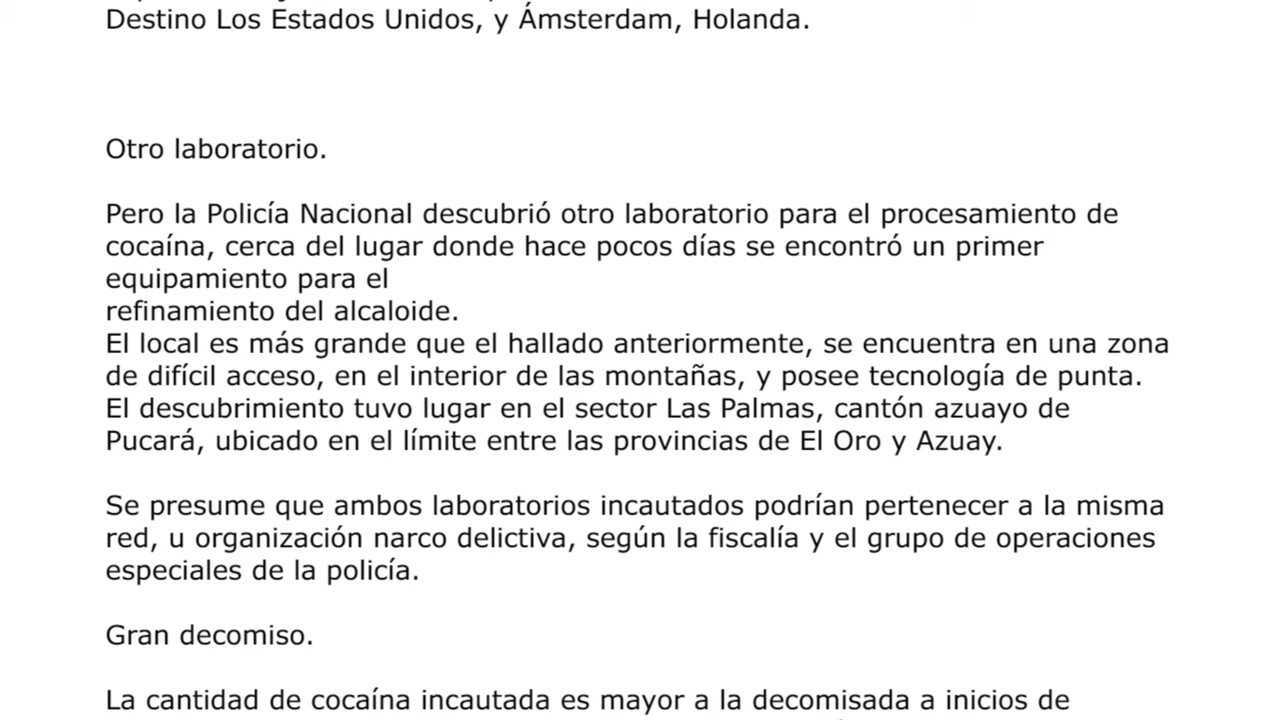 Destino Los Estados Unidos, y Ámsterdam, Holanda.
Otro laboratorio.
Pero la Policía Nacional descubrió otro laboratorio para el procesamiento de
cocaína, cerca del lugar donde hace pocos días se encontró un primer
equipamiento para el
refinamiento del alcaloide.
El local es más grande que el hallado anteriormente, se encuentra en una zona
de difícil acceso, en el interior de las montañas, y posee tecnología de punta.
El descubrimiento tuvo lugar en el sector Las Palmas, cantón azuayo de
Pucará, ubicado en el límite entre las provincias de El Oro y Azuay.
Se presume que ambos laboratorios incautados podrían pertenecer a la misma
red, u organización narco delictiva, según la fiscalía y el grupo de operaciones
especiales de la policía.
Gran decomiso.
La cantidad de cocaína incautada es mayor a la decomisada a inicios de